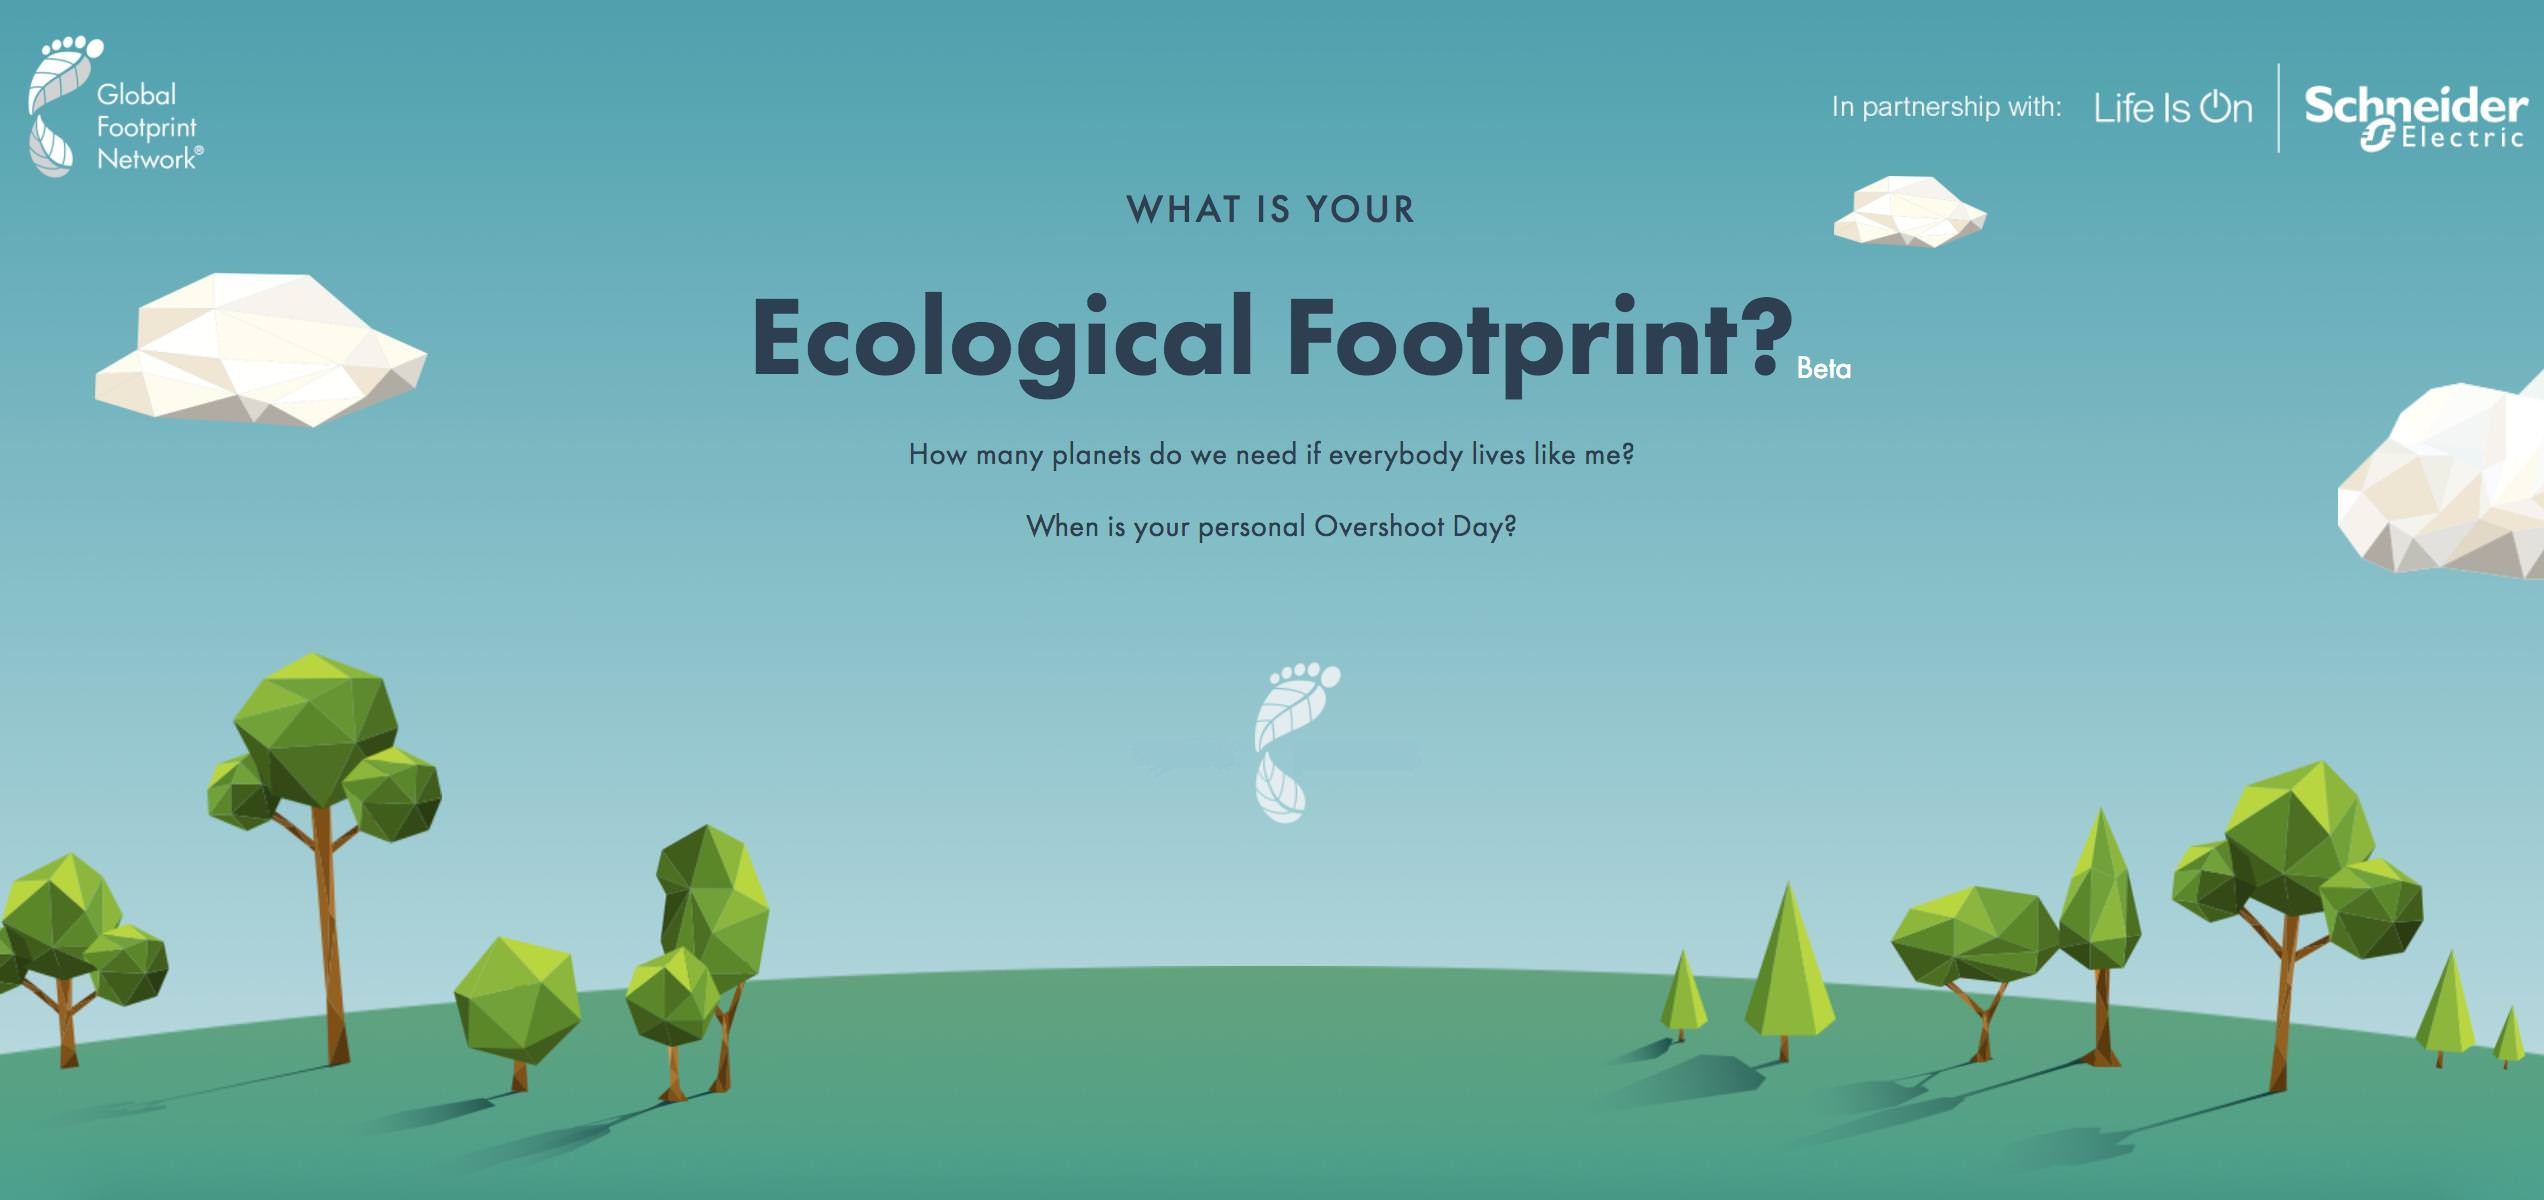 Global
Footprint
Network®
In partnership with:
Life Is On
Schneider
Electric
WHAT IS YOUR
Ecological Footprint?
Beta
How many planets do we need if everybody lives like me?
When is your personal Overshoot Day?